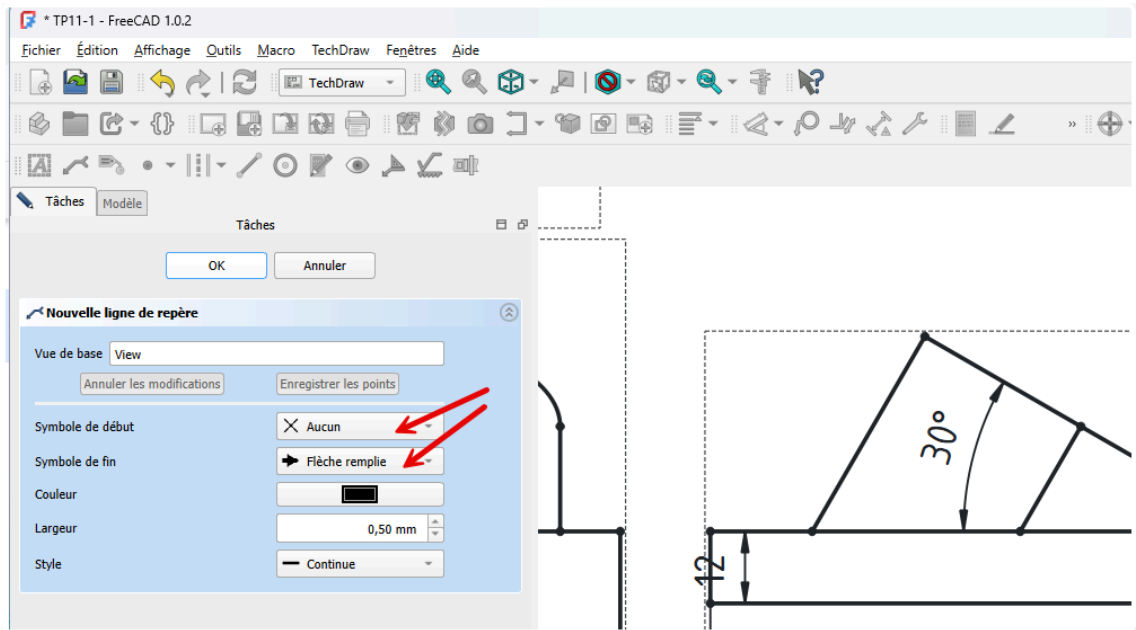 * TP11-1 - FreeCAD 1.0.2
Fichier Édition Affichage Outils Macro TechDraw Fenêtres Aide
TechDraw
»
Tâches Modèle
Tâches
OK Annuler
Nouvelle ligne de repère
Vue de base View
Annuler les modifications Enregistrer les points
Symbole de début Aucun
Symbole de fin Flèche remplie
Couleur
Largeur 0,50 mm
Style Continue
30°
12